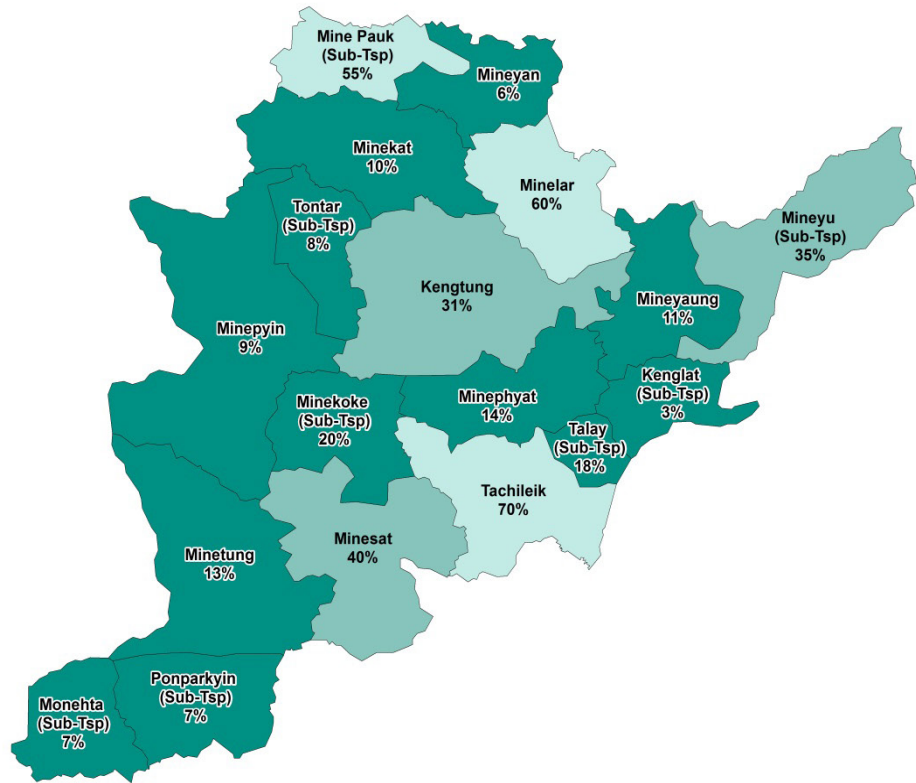 Mine Pauk
(Sub-Tsp)
55%
Mineyan
6%
Minekat
10%
Minelar
60%
Tontar
(Sub-Tsp)
8%
Mineyu
(Sub-Tsp)
35%
Kengtung
31%
Mineyaung
11%
Minepyin
9%
Minekoke
(Sub-Tsp)
20%
Minephyat
14%
Kenglat
(Sub-Tsp)
3%
Talay
(Sub-Tsp)
18%
Tachileik
70%
Minesat
40%
Minetung
13%
Monehta
(Sub-Tsp)
7%
Ponparkyin
(Sub-Tsp)
7%